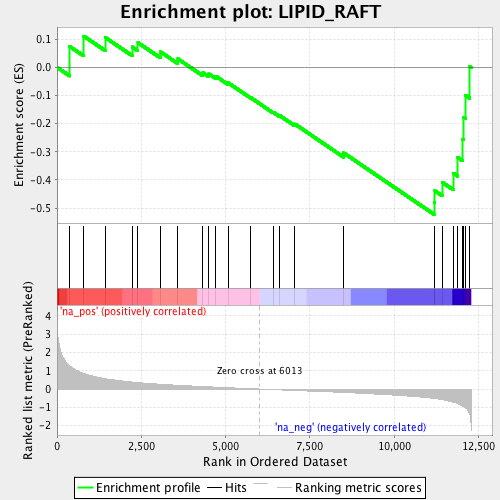 Enrichment plot: LIPID_RAFT
Enrichment score (ES)
0.1
0.0
-0.1
-0.2
-0.3
-0.4
-0.5
'na_pos' (positively correlated)
Ranked list metric (PreRanked)
4
3
2
1
0
-1
-2
Zero cross at 6013
'na_neg' (negatively correlated)
0
2,500
5,000
7,500
10,000
12,500
Rank in Ordered Dataset
Enrichment profile
Hits
Ranking metric scores